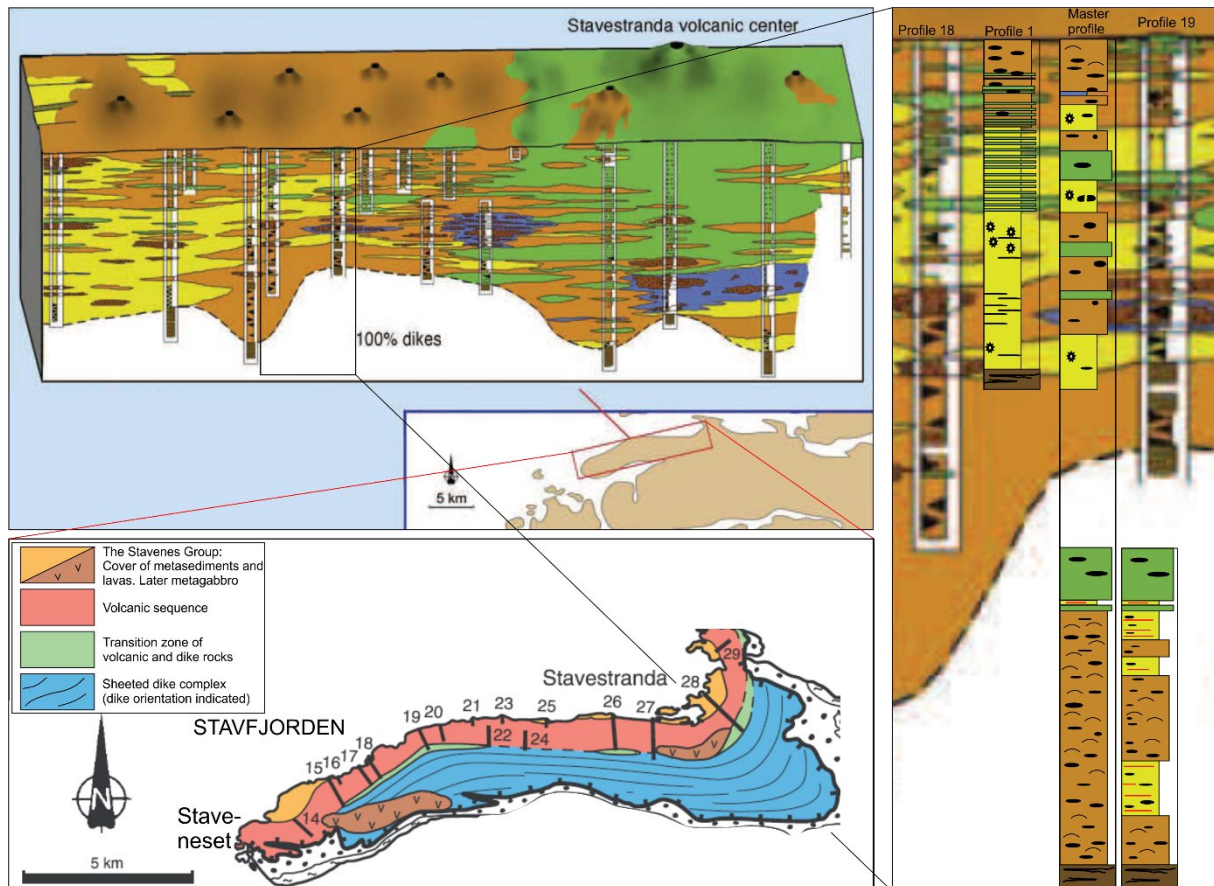 Stavestranda volcanic center
100% dikes
5 km
Profile 18
Profile 1
Master
profile
Profile 19
The Stavenes Group:
Cover of metasediments and
lavas. Later metagabbro
Volcanic sequence
Transition zone of
volcanic and dike rocks
Sheeted dike complex
(dike orientation indicated)
N
5 km
STAVFJORDEN
Stavestranda
Stave-
neset
14
15
16
17
18
19
20
21
22
23
24
25
26
27
28
29